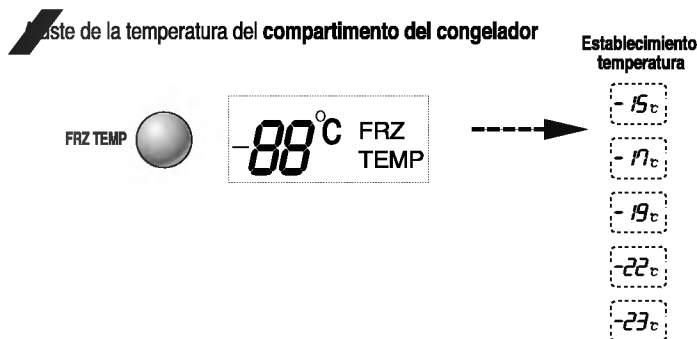 de la temperatura del compartimento del congelador
Establecimiento
temperatura
FRZ TEMP
-88°C FRZ
TEMP
- 15℃
- 17℃
- 19℃
-22℃
-23℃